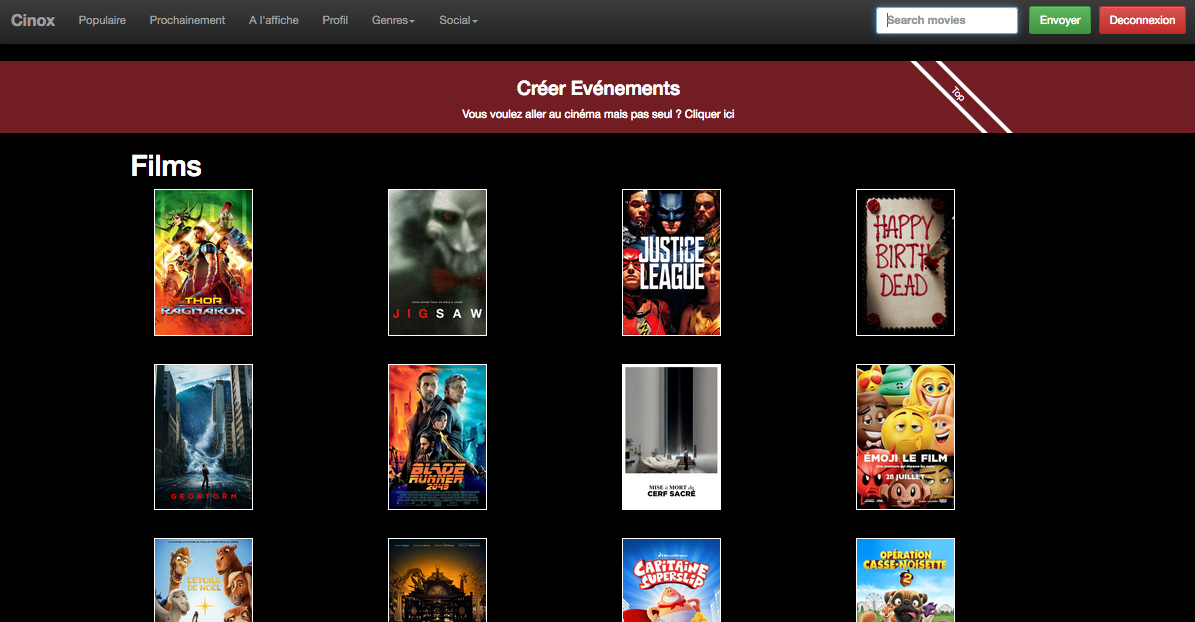 Cinox Populaire Prochainement A l'affiche Profil Genres Social Search movies Envoyer Deconnexion
Créer Evénements
Vous voulez aller au cinéma mais pas seul ? Cliquer ici
Top
Films
THOR
RAGNAROK
JIGSAW
JUSTICE
LEAGUE
HAPPY
BIRTH
DEAD
GEOSTORM
BLADE
RUNNER
2049
MISE à MORT du
CERF SACRÉ
ÉMOJI LE FILM
28 JUILLET
L'ÉTOILE
DE NOËL
DREAMWORKS
CAPITAINE
SUPERSLIP
OPÉRATION
CASSE-NOISETTE
2